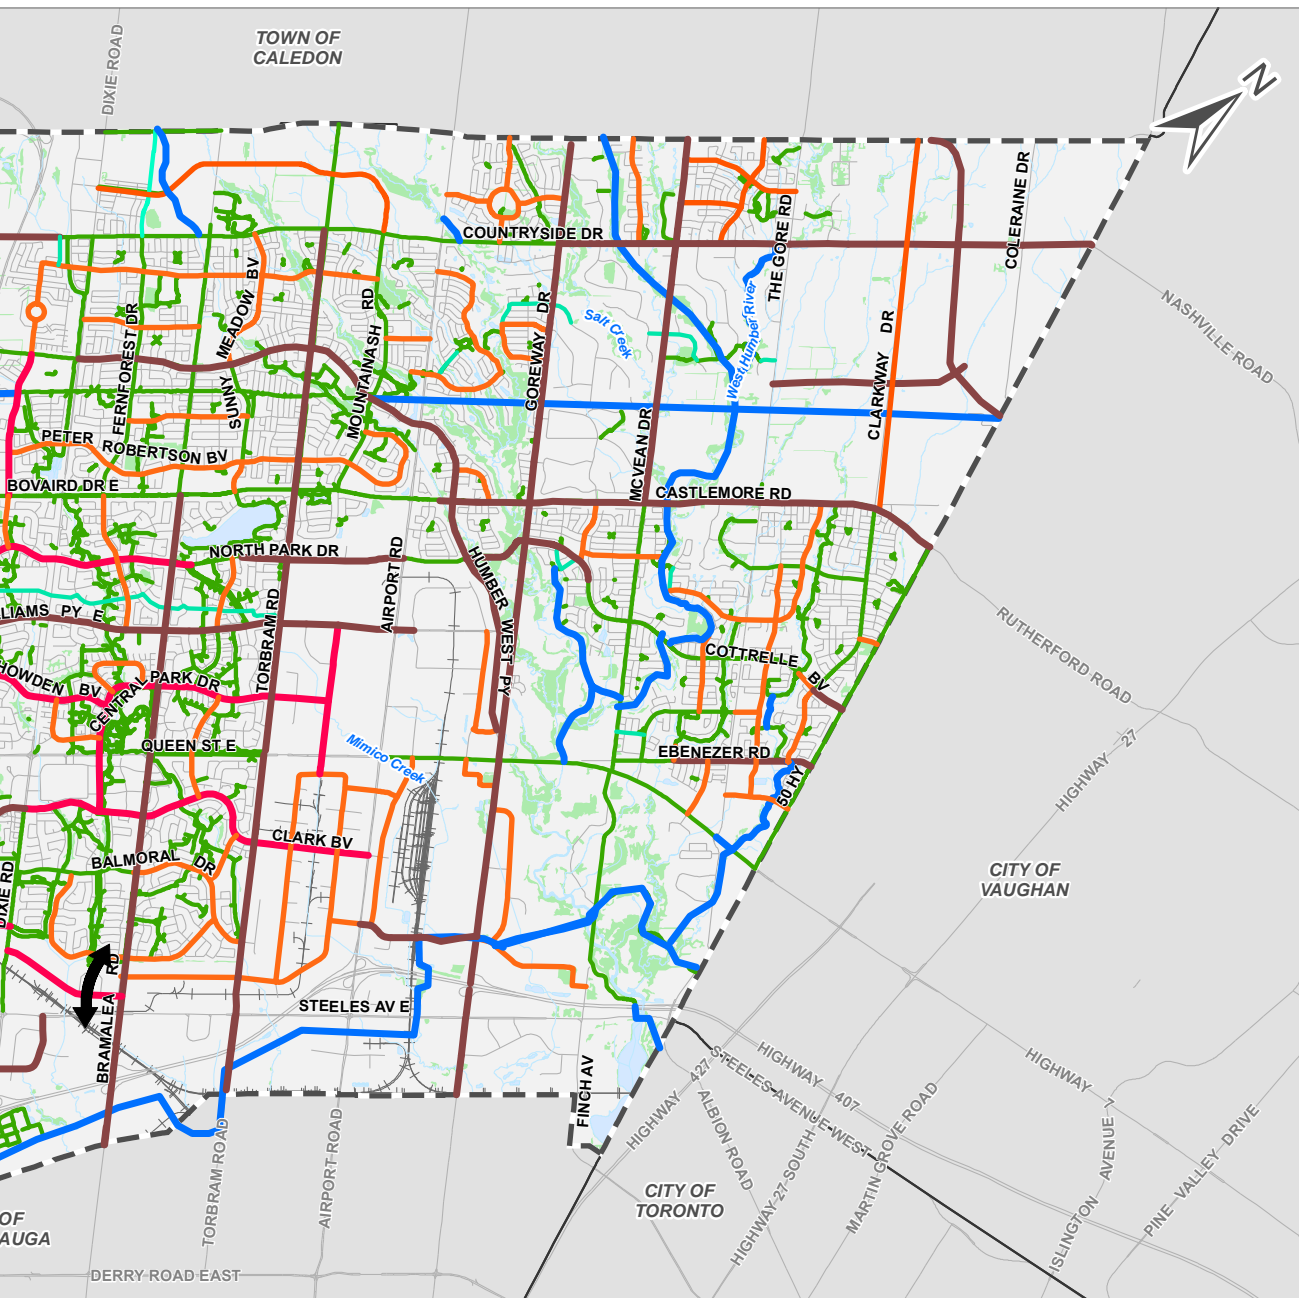 TOWN OF
CALEDON
DIXIE ROAD
N
COUNTRYSIDE DR
THE GORE RD
COLERAINE DR
NASHVILLE ROAD
SUNNY MEADOW BV
MOUNTAINASH RD
FERNFOREST DR
GOREWAY DR
Salt Creek
West Humber River
CLARKWAY DR
MCVEAN DR
PETER ROBERTSON BV
BOVAIRD DR E
CASTLEMORE RD
NORTH PARK DR
AIRPORT RD
HUMBER WEST PY
TORBRAM RD
LIAMS PY E
RUTHERFORD ROAD
COTTRELLE BV
HOWDEN BV
CENTRAL PARK DR
QUEEN ST E
Mimico Creek
EBENEZER RD
50 HY
HIGHWAY 27
CLARK BV
BALMORAL DR
DIXIE RD
CITY OF
VAUGHAN
BRAMALEA RD
STEELES AV E
FINCH AV
HIGHWAY 427
STEELES AVENUE WEST
HIGHWAY 407
HIGHWAY 7
ALBION ROAD
HIGHWAY 27 SOUTH
MARTIN GROVE ROAD
ISLINGTON AVENUE
PINE VALLEY DRIVE
TORBRAM ROAD
AIRPORT ROAD
CITY OF
TORONTO
OF
AUGA
DERRY ROAD EAST